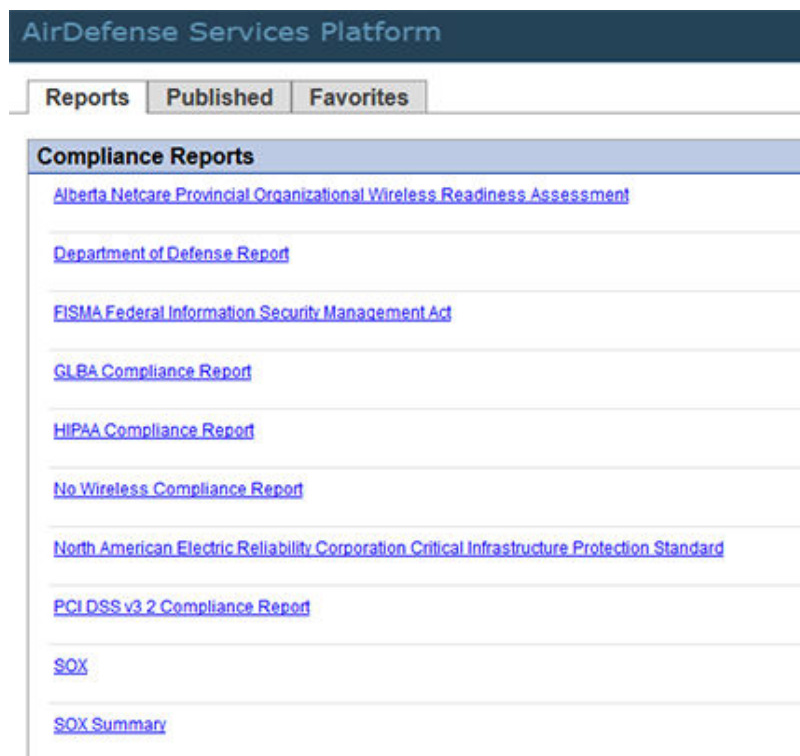 AirDefense Services Platform
Reports Published Favorites
Compliance Reports
Alberta Netcare Provincial Organizational Wireless Readiness Assessment
Department of Defense Report
FISMA Federal Information Security Management Act
GLBA Compliance Report
HIPAA Compliance Report
No Wireless Compliance Report
North American Electric Reliability Corporation Critical Infrastructure Protection Standard
PCI DSS v3 2 Compliance Report
SOX
SOX Summary